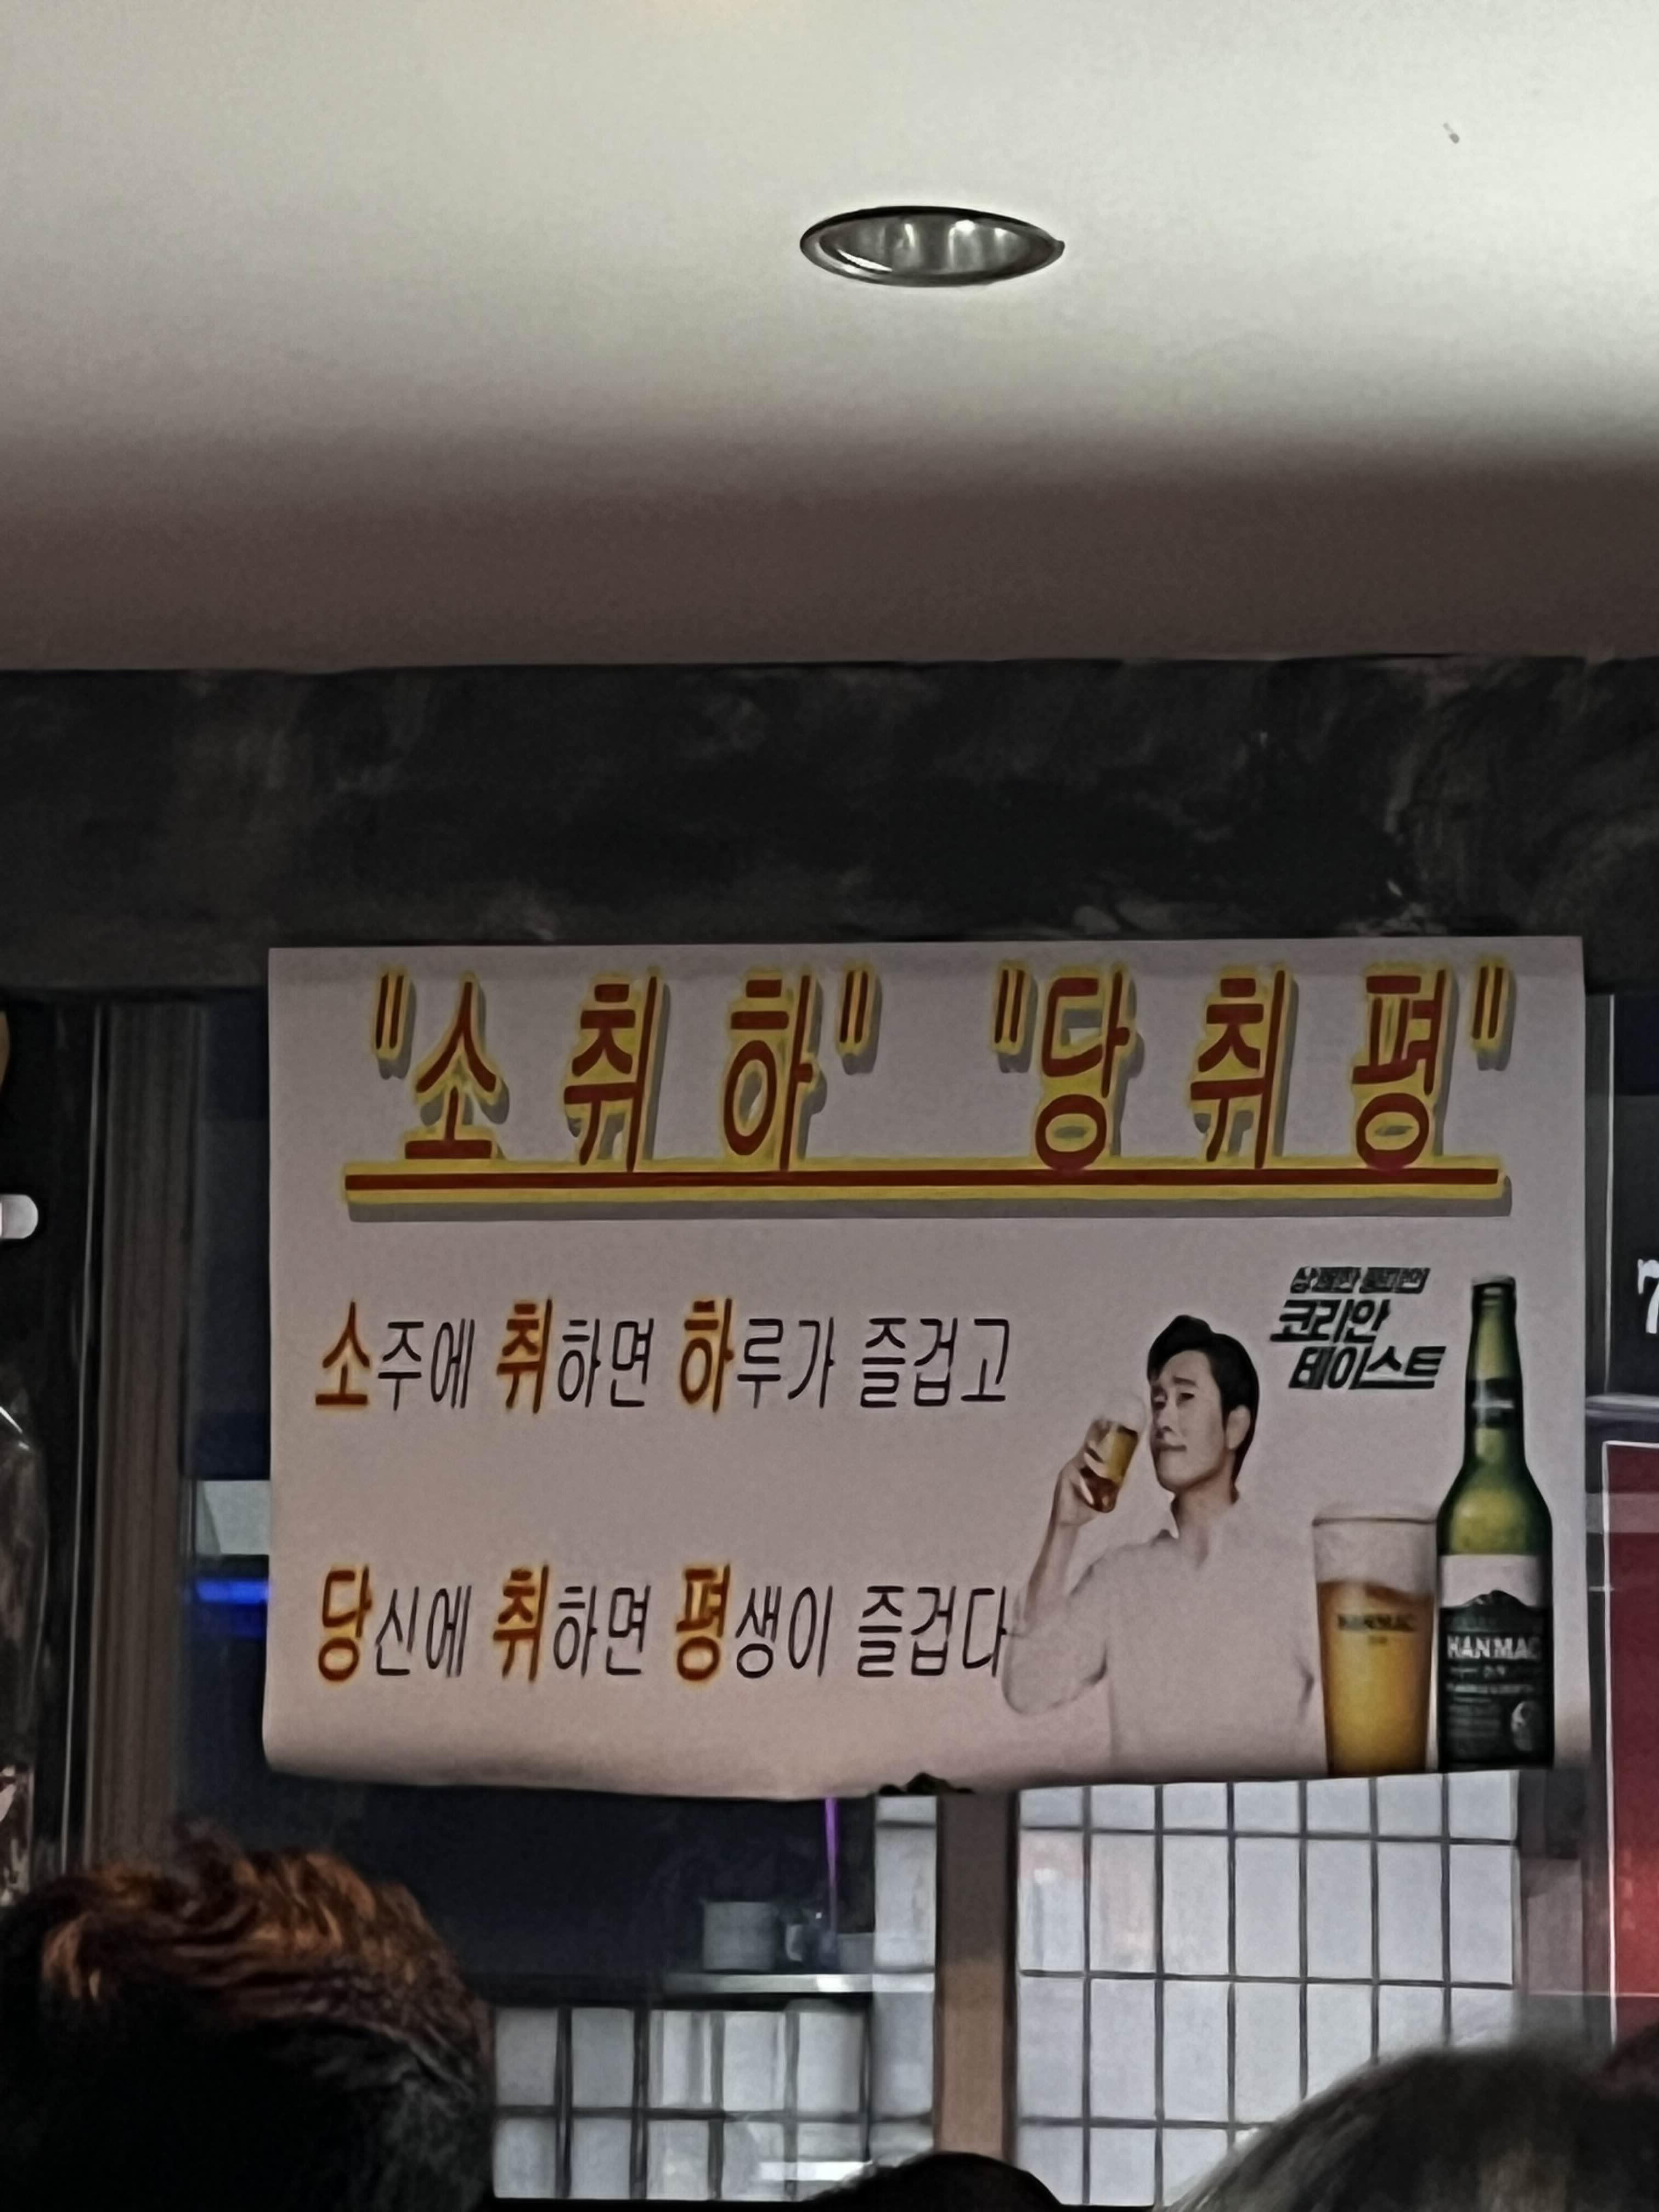 "소 취 하" "당 취 평"
소주에 취하면 하루가 즐겁고
당신에 취하면 평생이 즐겁다
코리안
테이스트
HANMAC
HANMAC
7